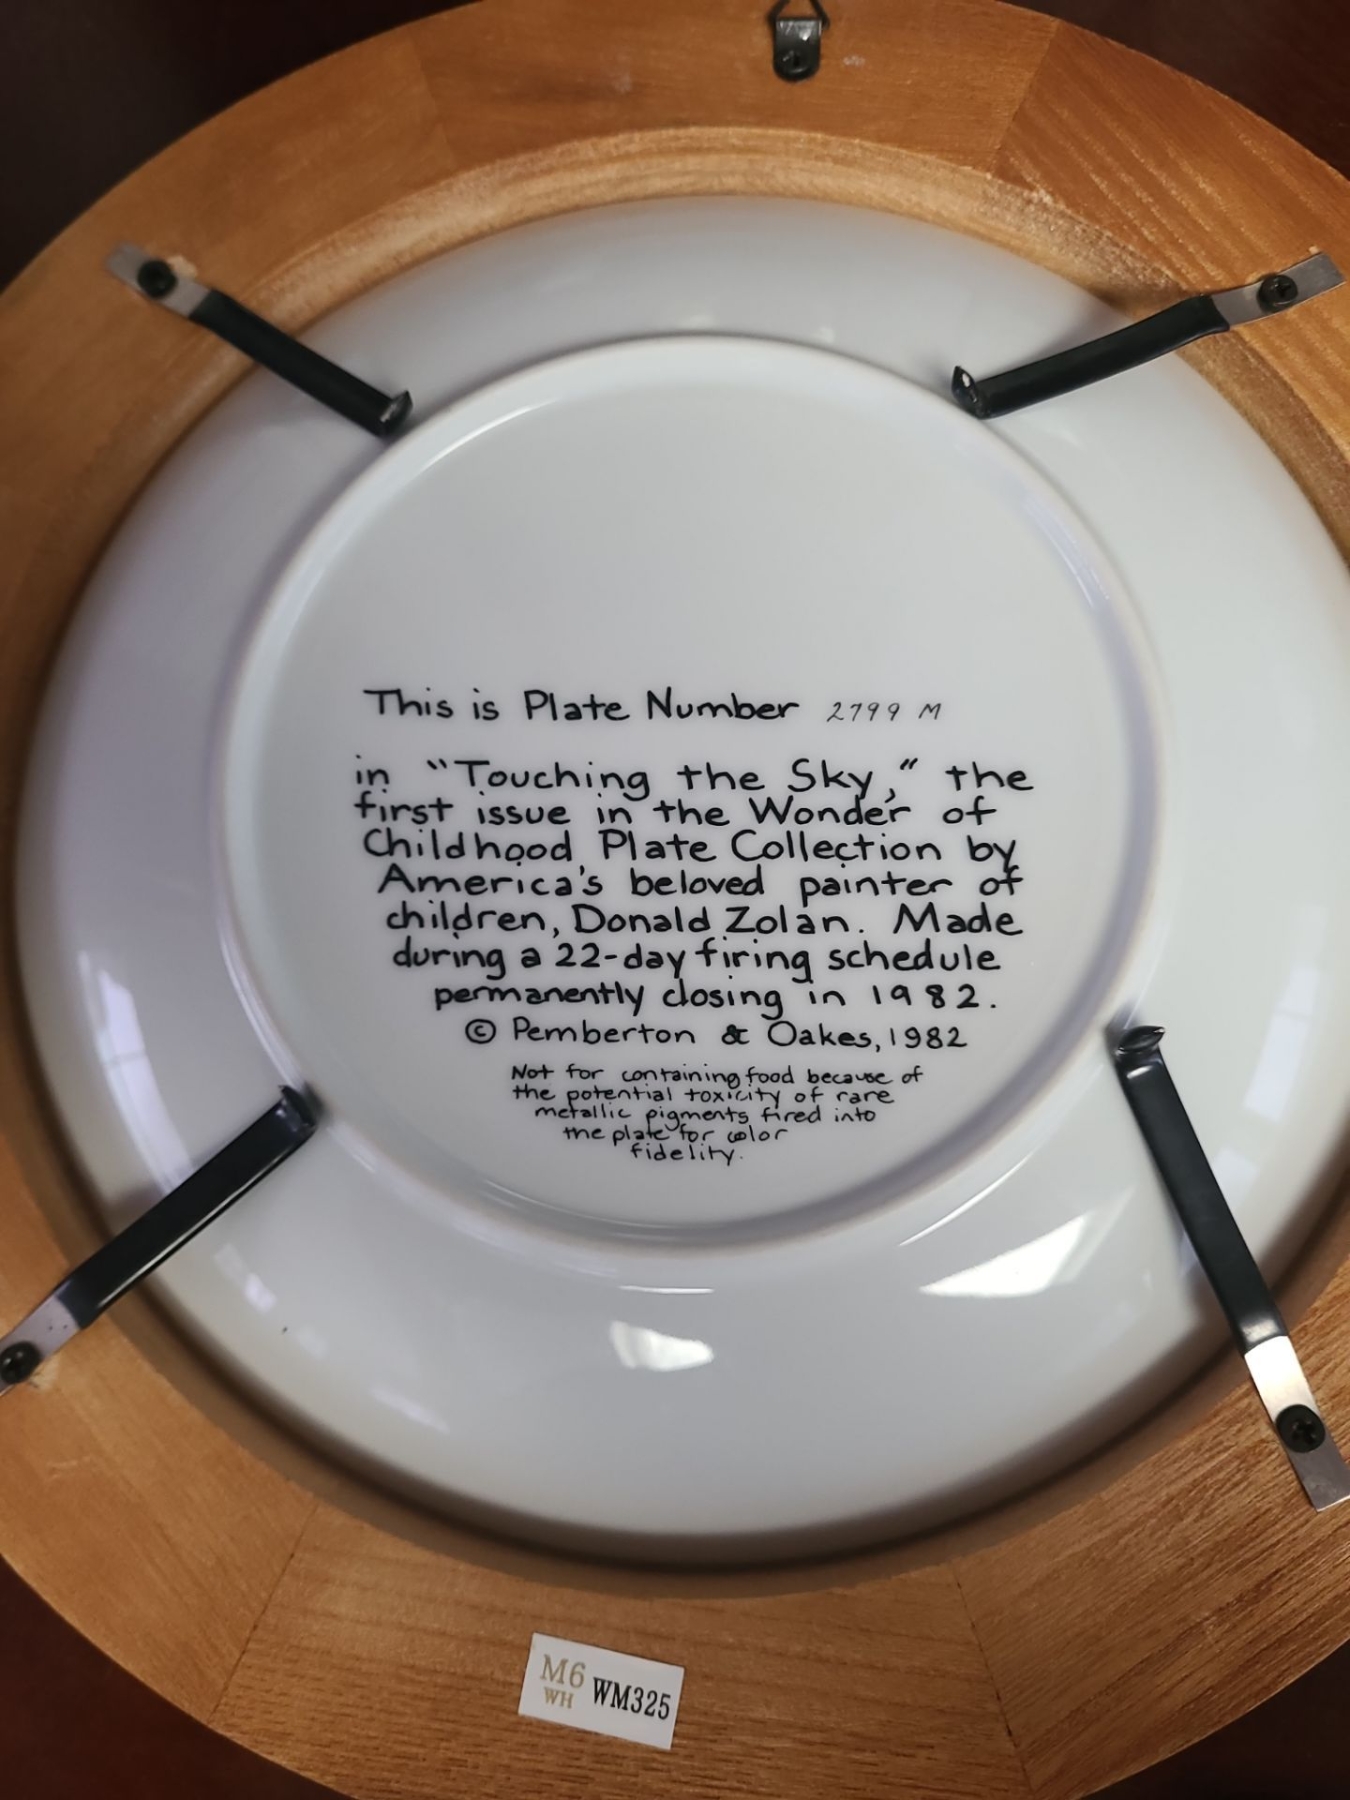 This is Plate Number 2799 M
in "Touching the Sky," the
first issue in the Wonder of
Childhood Plate Collection by
America's beloved painter of
children, Donald Zolan. Made
during a 22-day firing schedule
permanently closing in 1982.
© Pemberton & Oakes, 1982
Not for containing food because of
the potential toxicity of rare
metallic pigments fired into
the plate for color
fidelity.
M6 WM325
WH